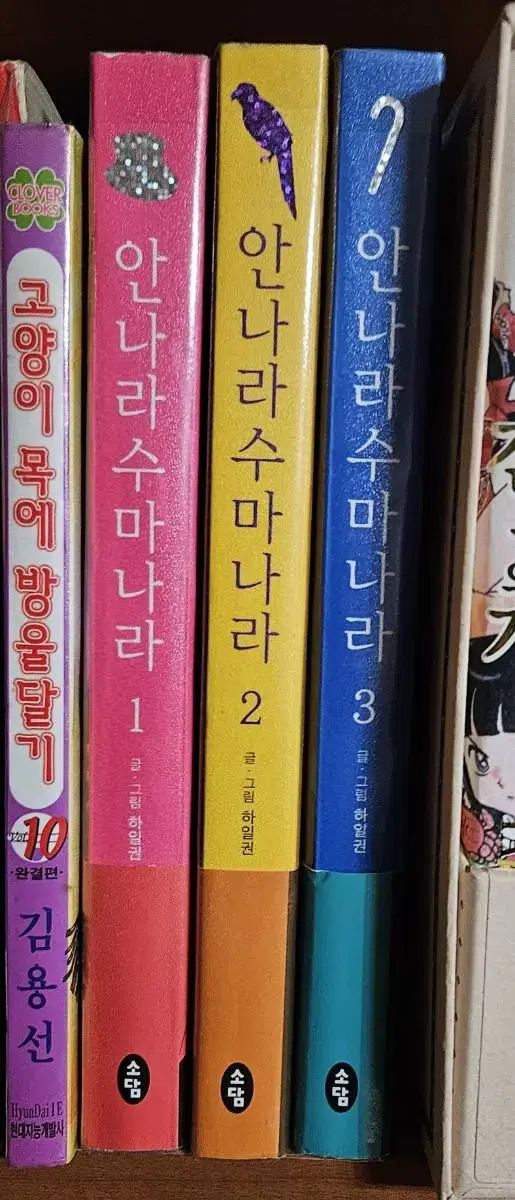 CLOVER
BOOKS
고양이 목에 방울달기
Vol 10
·완결편·
김용선
HyunDai I E
현대지능개발사
안나라수마나라
1
글·그림 하일권
소담
안나라수마나라
2
글·그림 하일권
소담
안나라수마나라
3
글·그림 하일권
소담